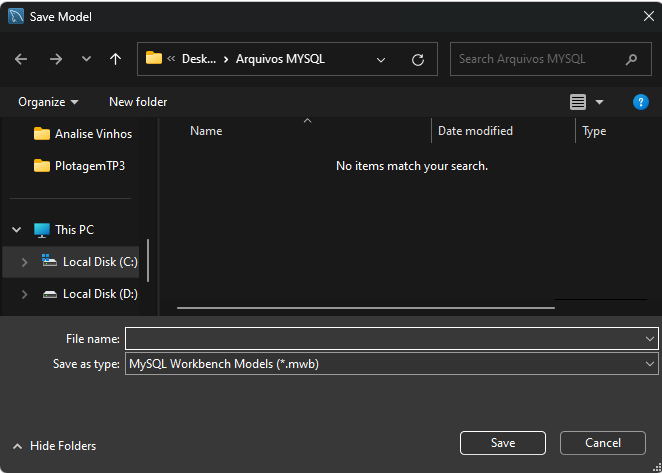 Save Model
« Desk... > Arquivos MYSQL
Search Arquivos MYSQL
Organize
New folder
?
Name
Date modified
Type
No items match your search.
Analise Vinhos
PlotagemTP3
This PC
Local Disk (C:)
Local Disk (D:)
File name:
Save as type: MySQL Workbench Models (*.mwb)
Hide Folders
Save
Cancel